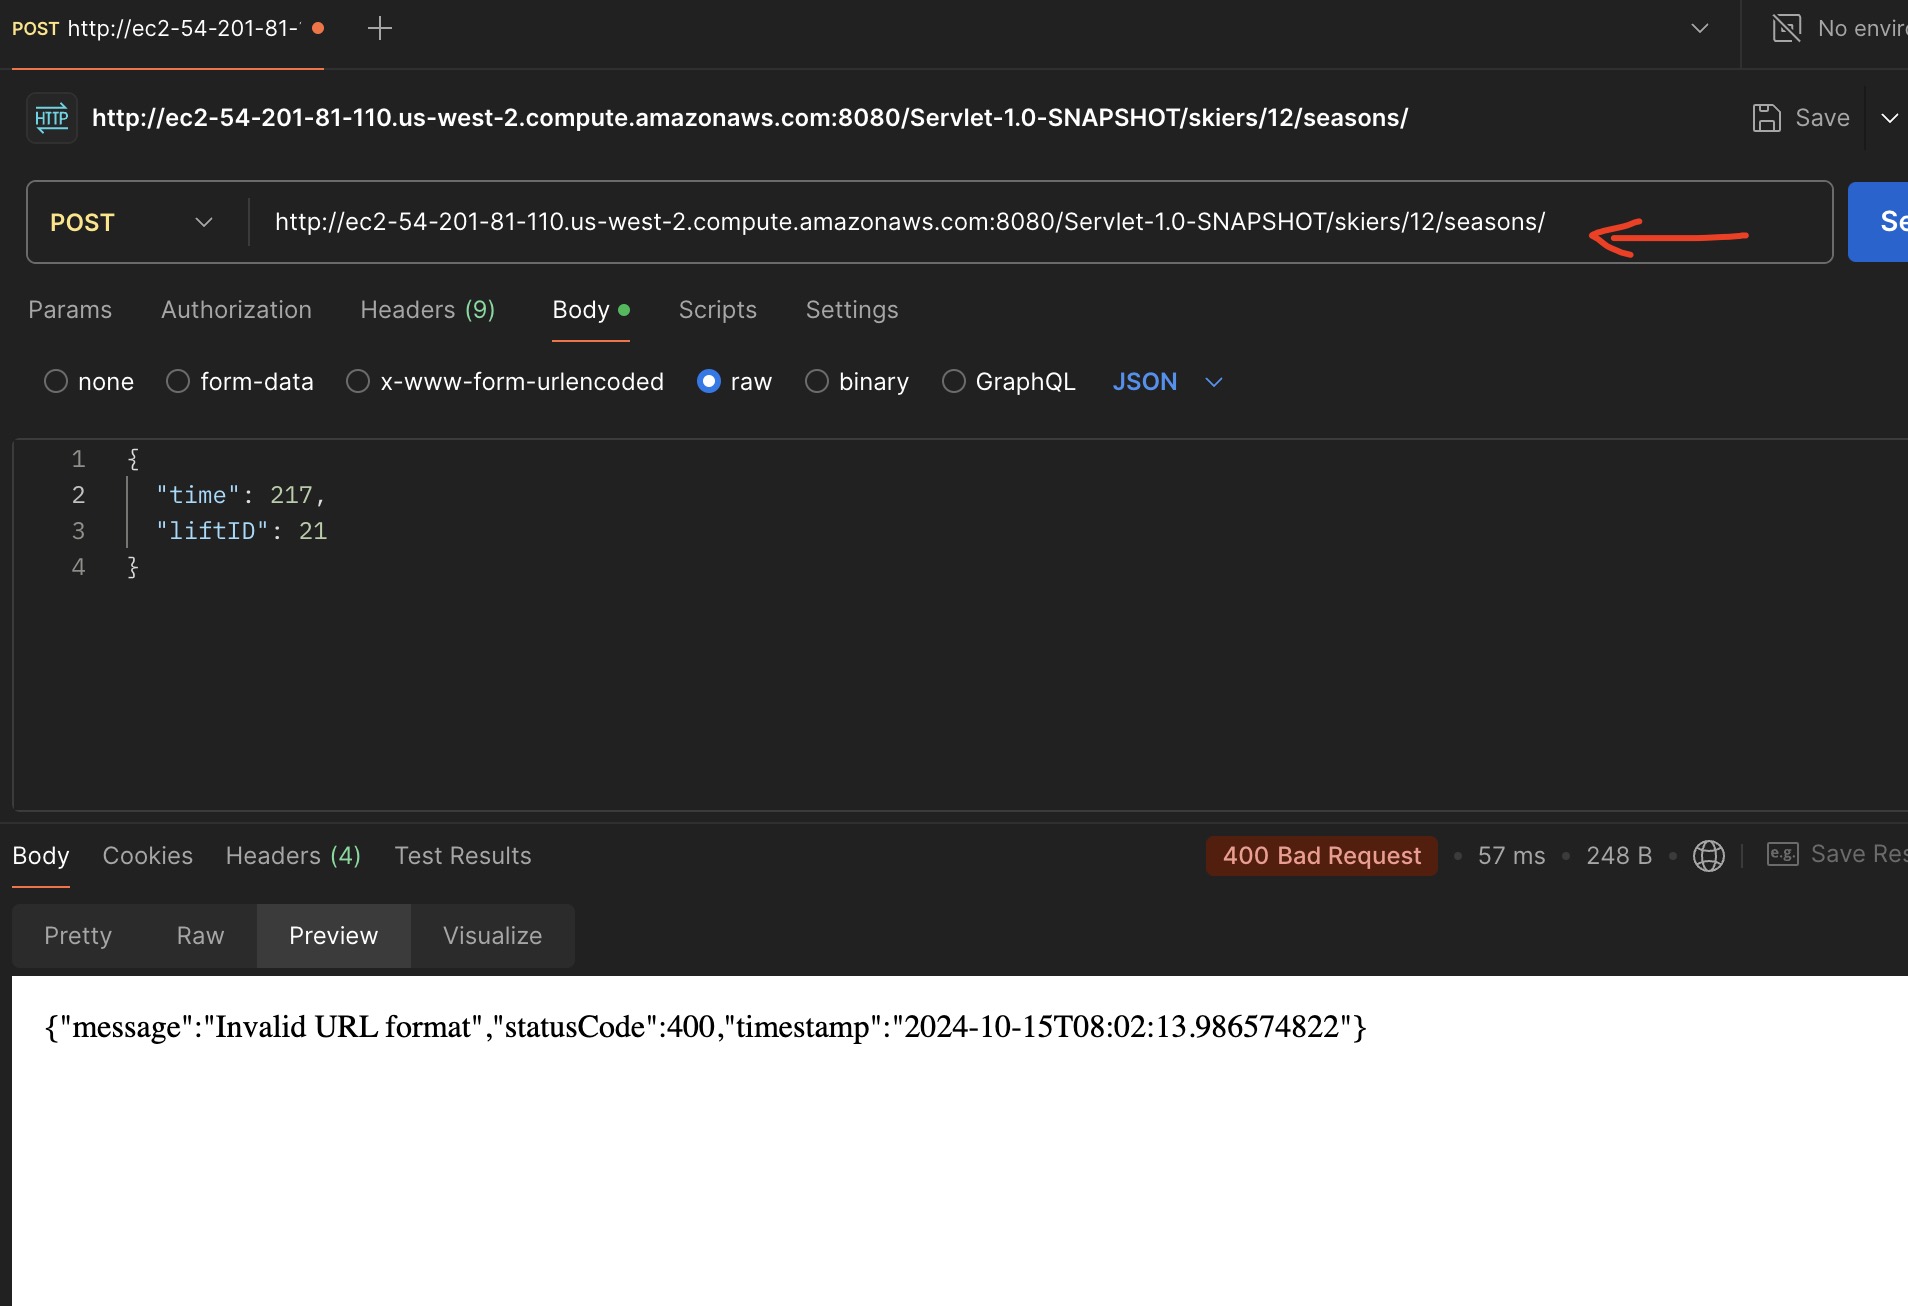 POST http://ec2-54-201-81-
No enviro
HTTP http://ec2-54-201-81-110.us-west-2.compute.amazonaws.com:8080/Servlet-1.0-SNAPSHOT/skiers/12/seasons/
Save
POST http://ec2-54-201-81-110.us-west-2.compute.amazonaws.com:8080/Servlet-1.0-SNAPSHOT/skiers/12/seasons/
Se
Params Authorization Headers (9) Body Scripts Settings
none form-data x-www-form-urlencoded raw binary GraphQL JSON
1 {
2 "time": 217,
3 "liftID": 21
4 }
Body Cookies Headers (4) Test Results
400 Bad Request • 57 ms • 248 B • e.g. Save Res
Pretty Raw Preview Visualize
{"message":"Invalid URL format","statusCode":400,"timestamp":"2024-10-15T08:02:13.986574822"}